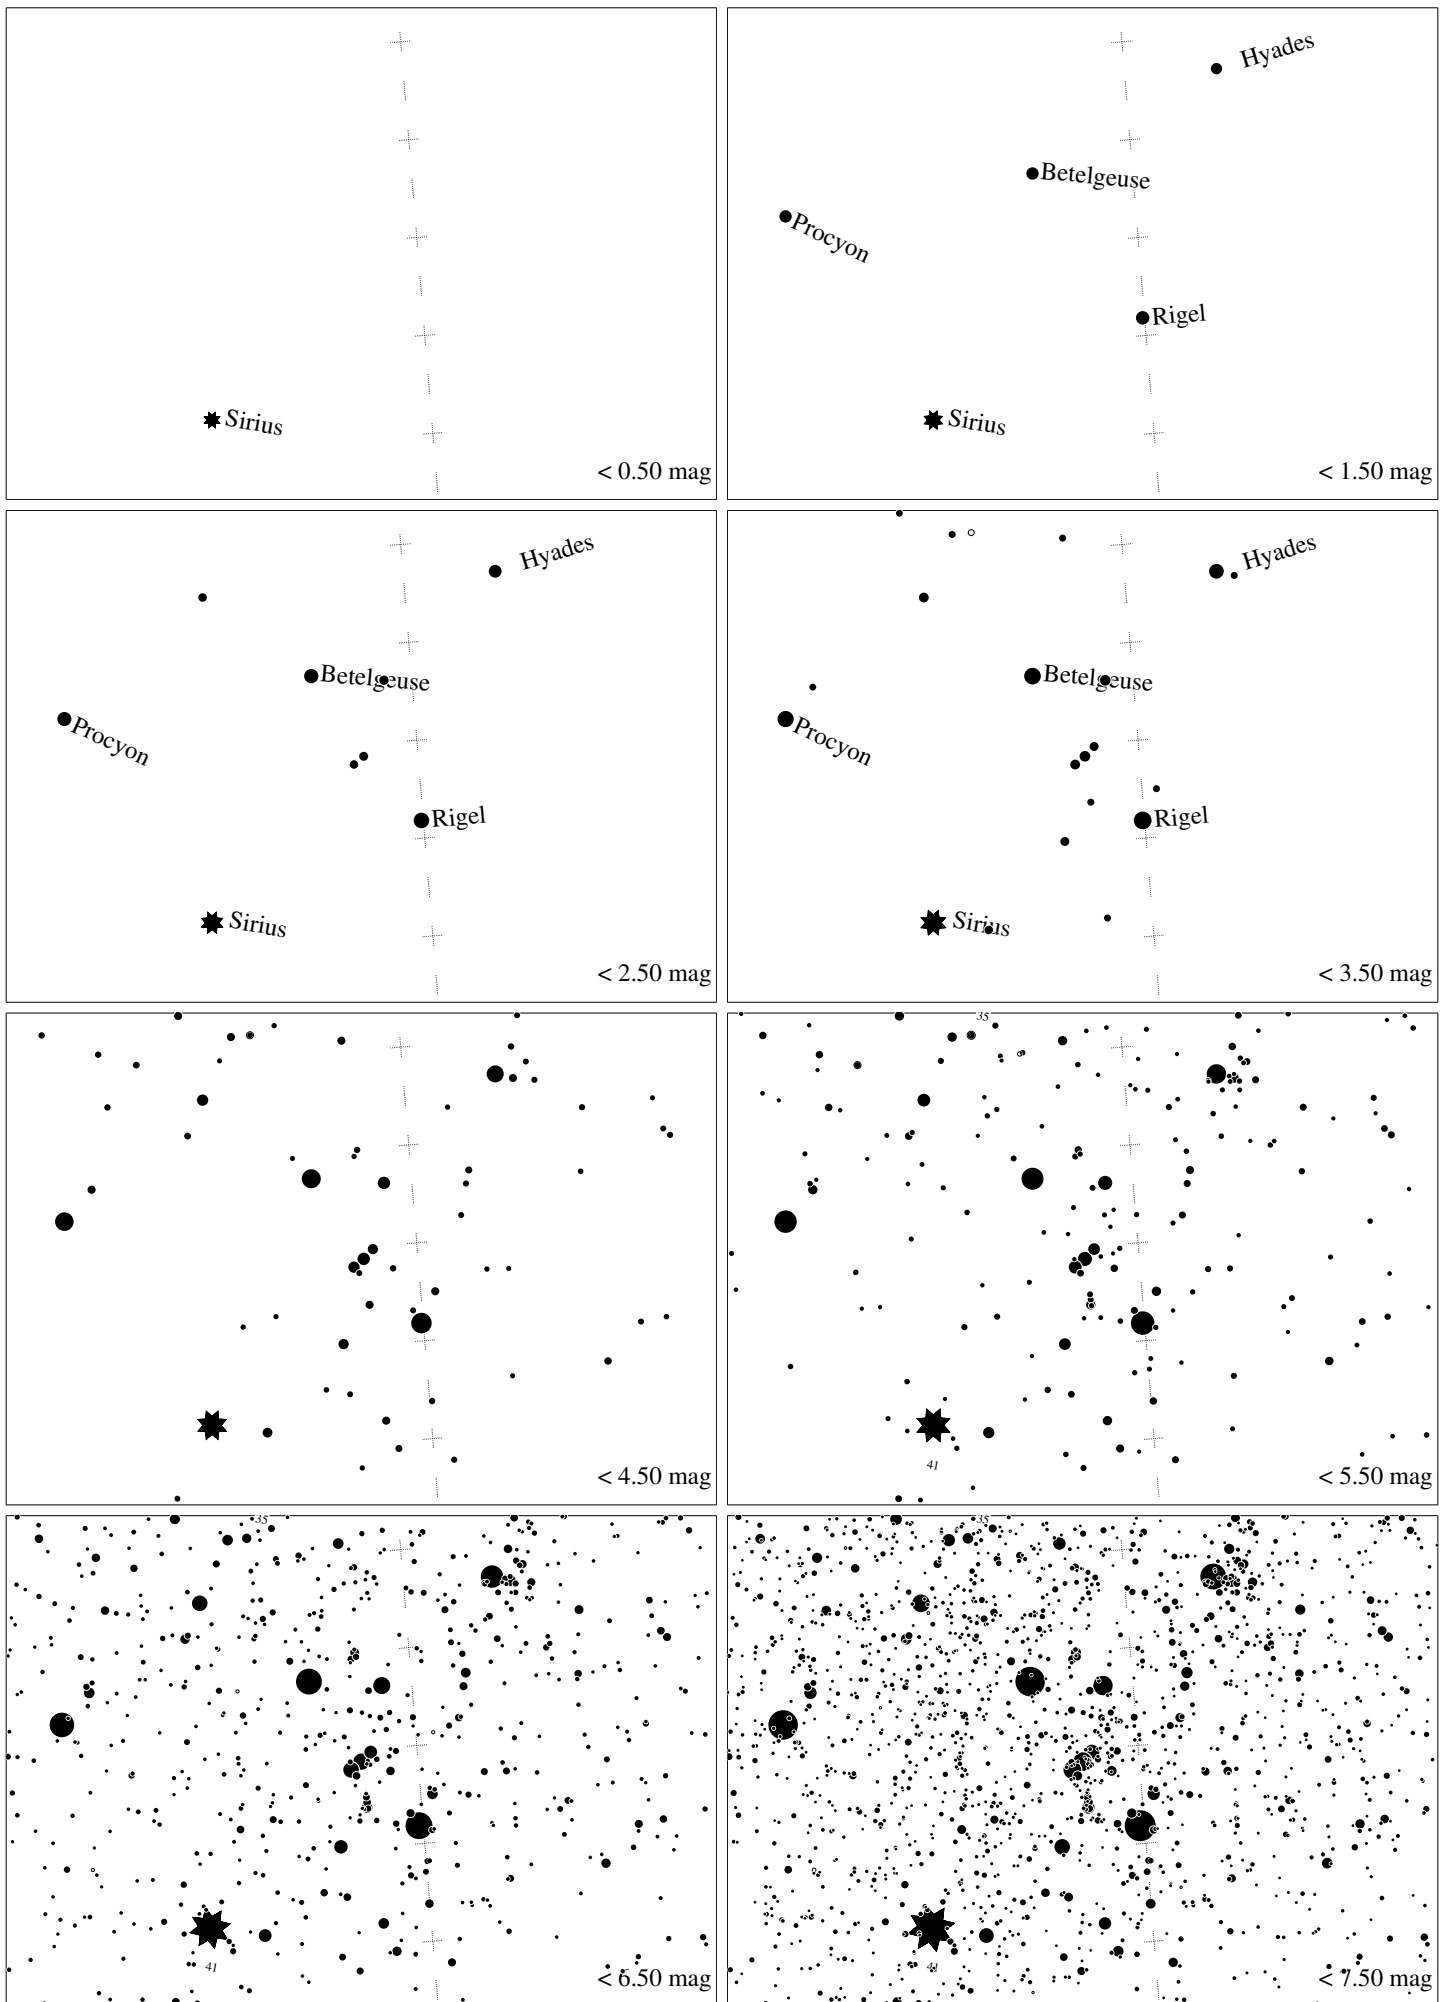 Sirius
< 0.50 mag
Hyades
Betelgeuse
Procyon
Rigel
Sirius
< 1.50 mag
Hyades
Betelgeuse
Procyon
Rigel
Sirius
< 2.50 mag
Hyades
Betelgeuse
Procyon
Rigel
Sirius
< 3.50 mag
< 4.50 mag
35
41
< 5.50 mag
35
41
< 6.50 mag
35
41
< 7.50 mag